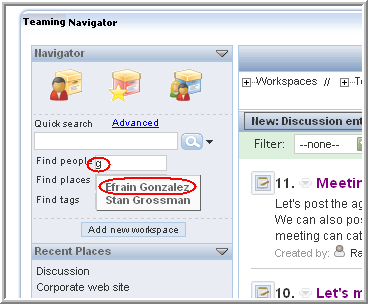 Teaming Navigator
Navigator
Quick search Advanced
Find people g
Find places
Find tags
Efrain Gonzalez
Stan Grossman
Add new workspace
Recent Places
Discussion
Corporate web site
Workspaces //
New: Discussion ent
Filter: --none--
11. Meetin
Let's post the ag
We can also pos
meeting can cat
Created by: Ra
10. Let's m